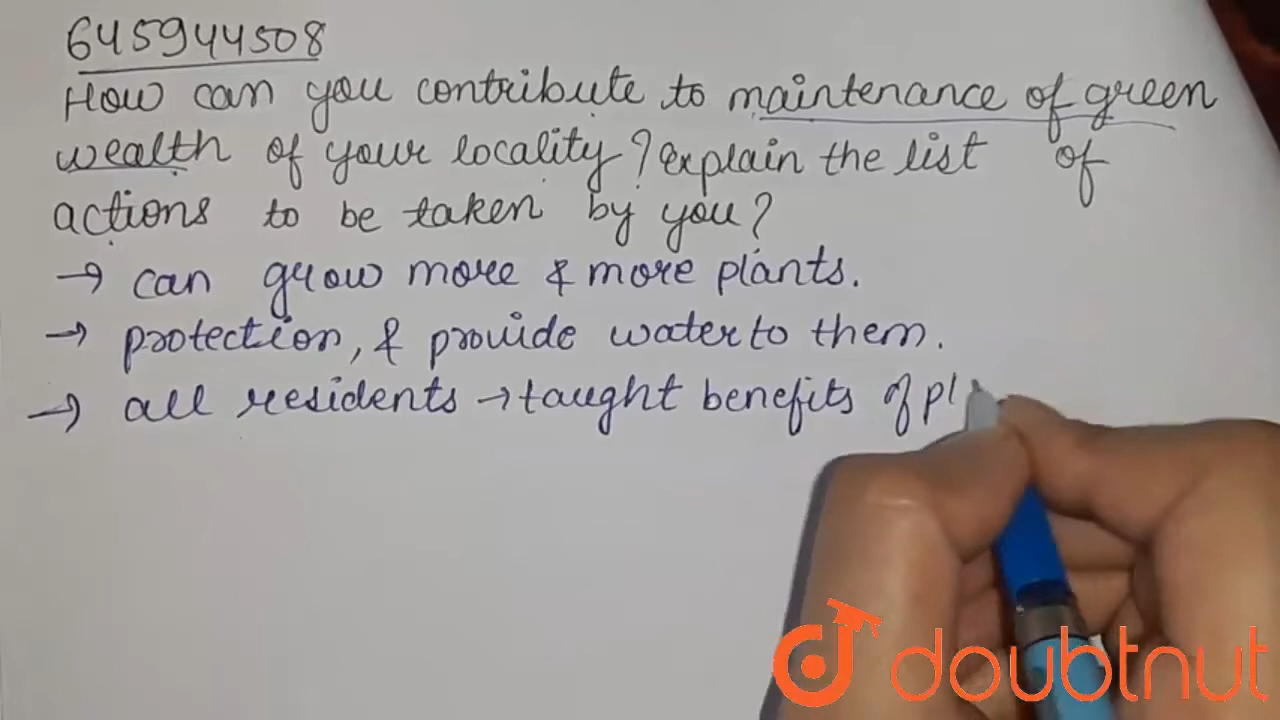 645944508
How can you contribute to maintenance of green
wealth of your locality? Explain the list of
actions to be taken by you?
→ can grow more & more plants.
→ protection, & provide water to them.
→ all residents → taught benefits of pl
doubtnut